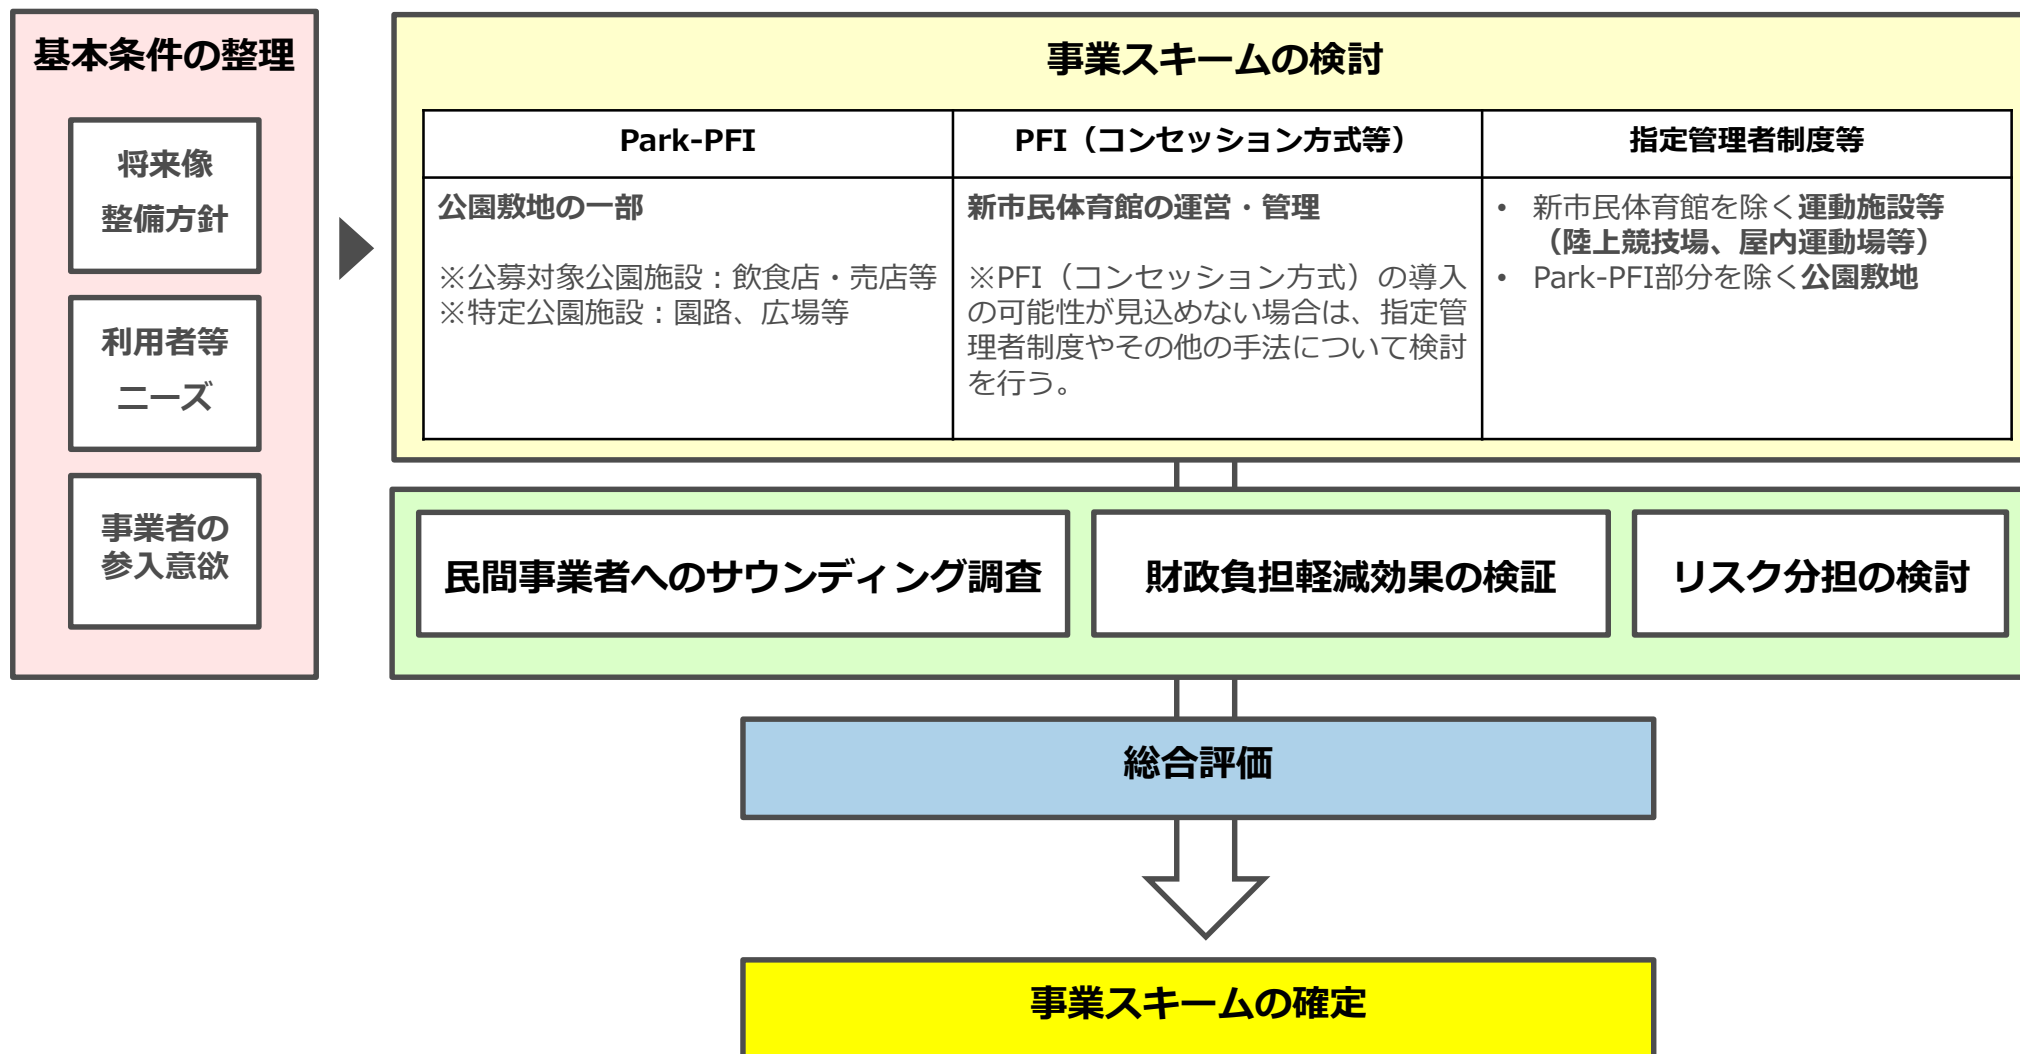 基本条件の整理
将来像
整備方針
利用者等
ニーズ
事業者の
参入意欲
事業スキームの検討
Park-PFI
公園敷地の一部
※公募対象公園施設：飲食店・売店等
※特定公園施設：園路、広場等
PFI（コンセッション方式等）
新市民体育館の運営・管理
※PFI（コンセッション方式）の導入
の可能性が見込めない場合は、指定管
理者制度やその他の手法について検討
を行う。
指定管理者制度等
• 新市民体育館を除く運動施設等
（陸上競技場、屋内運動場等）
• Park-PFI部分を除く公園敷地
民間事業者へのサウンディング調査
財政負担軽減効果の検証
リスク分担の検討
総合評価
事業スキームの確定